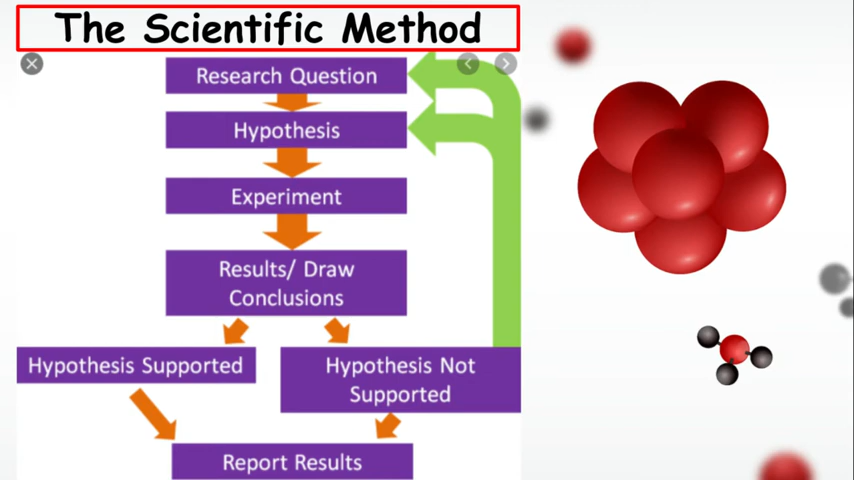 The Scientific Method
Research Question
Hypothesis
Experiment
Results/ Draw
Conclusions
Hypothesis Supported
Hypothesis Not
Supported
Report Results